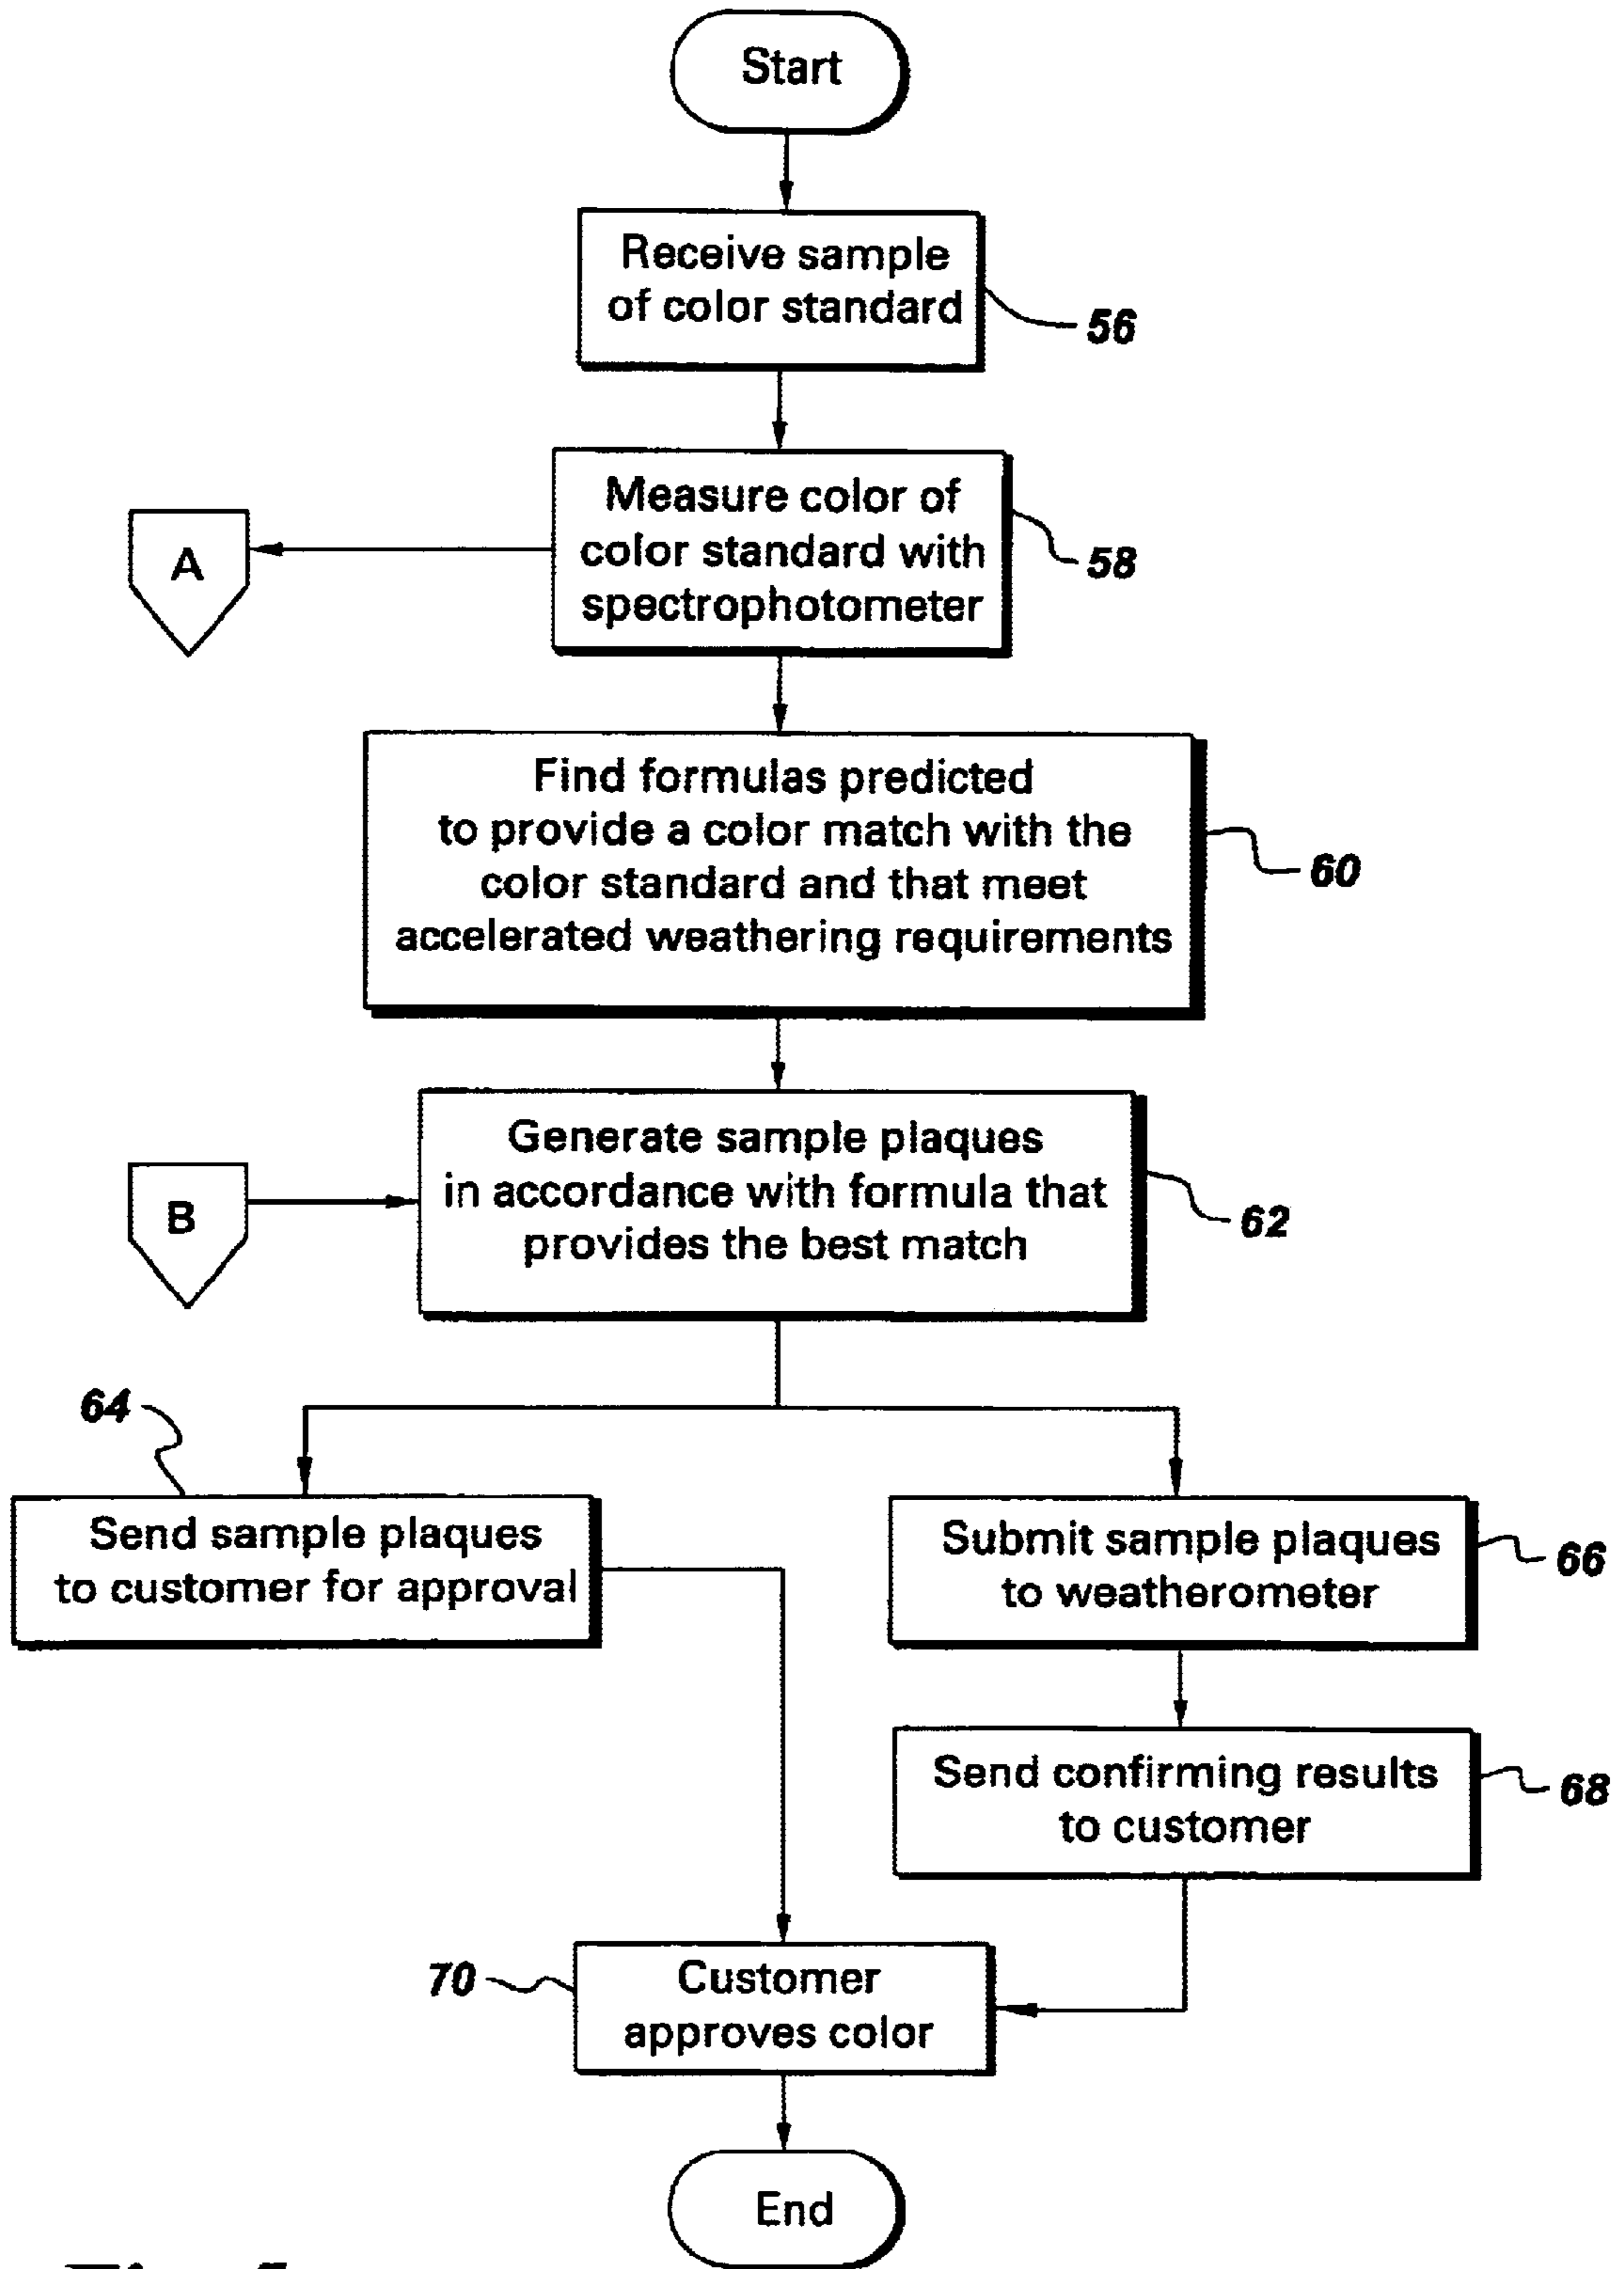 Start
Receive sample
of color standard
56
Measure color of
color standard with
spectrophotometer
58
A
Find formulas predicted
to provide a color match with the
color standard and that meet
accelerated weathering requirements
60
Generate sample plaques
in accordance with formula that
provides the best match
62
B
64
Send sample plaques
to customer for approval
Submit sample plaques
to weatherometer
66
Send confirming results
to customer
68
70
Customer
approves color
End